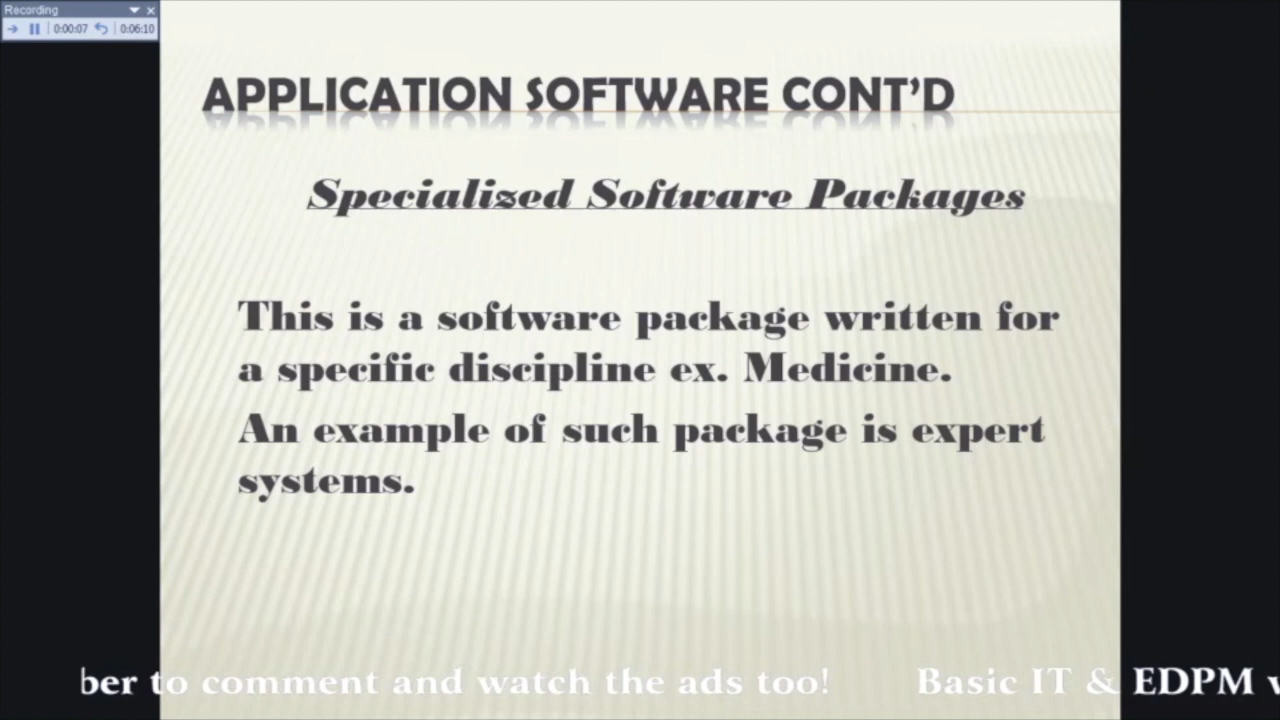 Recording
0:00:07 0:06:10
APPLICATION SOFTWARE CONT'D
Specialized Software Packages
This is a software package written for
a specific discipline ex. Medicine.
An example of such package is expert
systems.
ber to comment and watch the ads too! Basic IT & EDPM